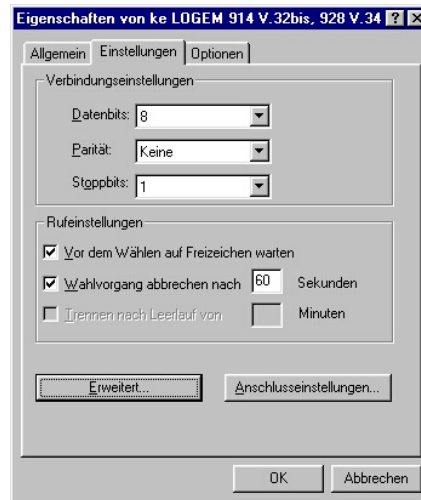 Eigenschaften von ke LOGEM 914 V.32bis, 928 V.34
Allgemein Einstellungen Optionen
Verbindungseinstellungen
Datenbits: 8
Parität: Keine
Stoppbits: 1
Rufeinstellungen
Vor dem Wählen auf Freizeichen warten
Wahlvorgang abbrechen nach 60 Sekunden
Trennen nach Leerlauf von Minuten
Erweitert... Anschlusseinstellungen...
OK Abbrechen